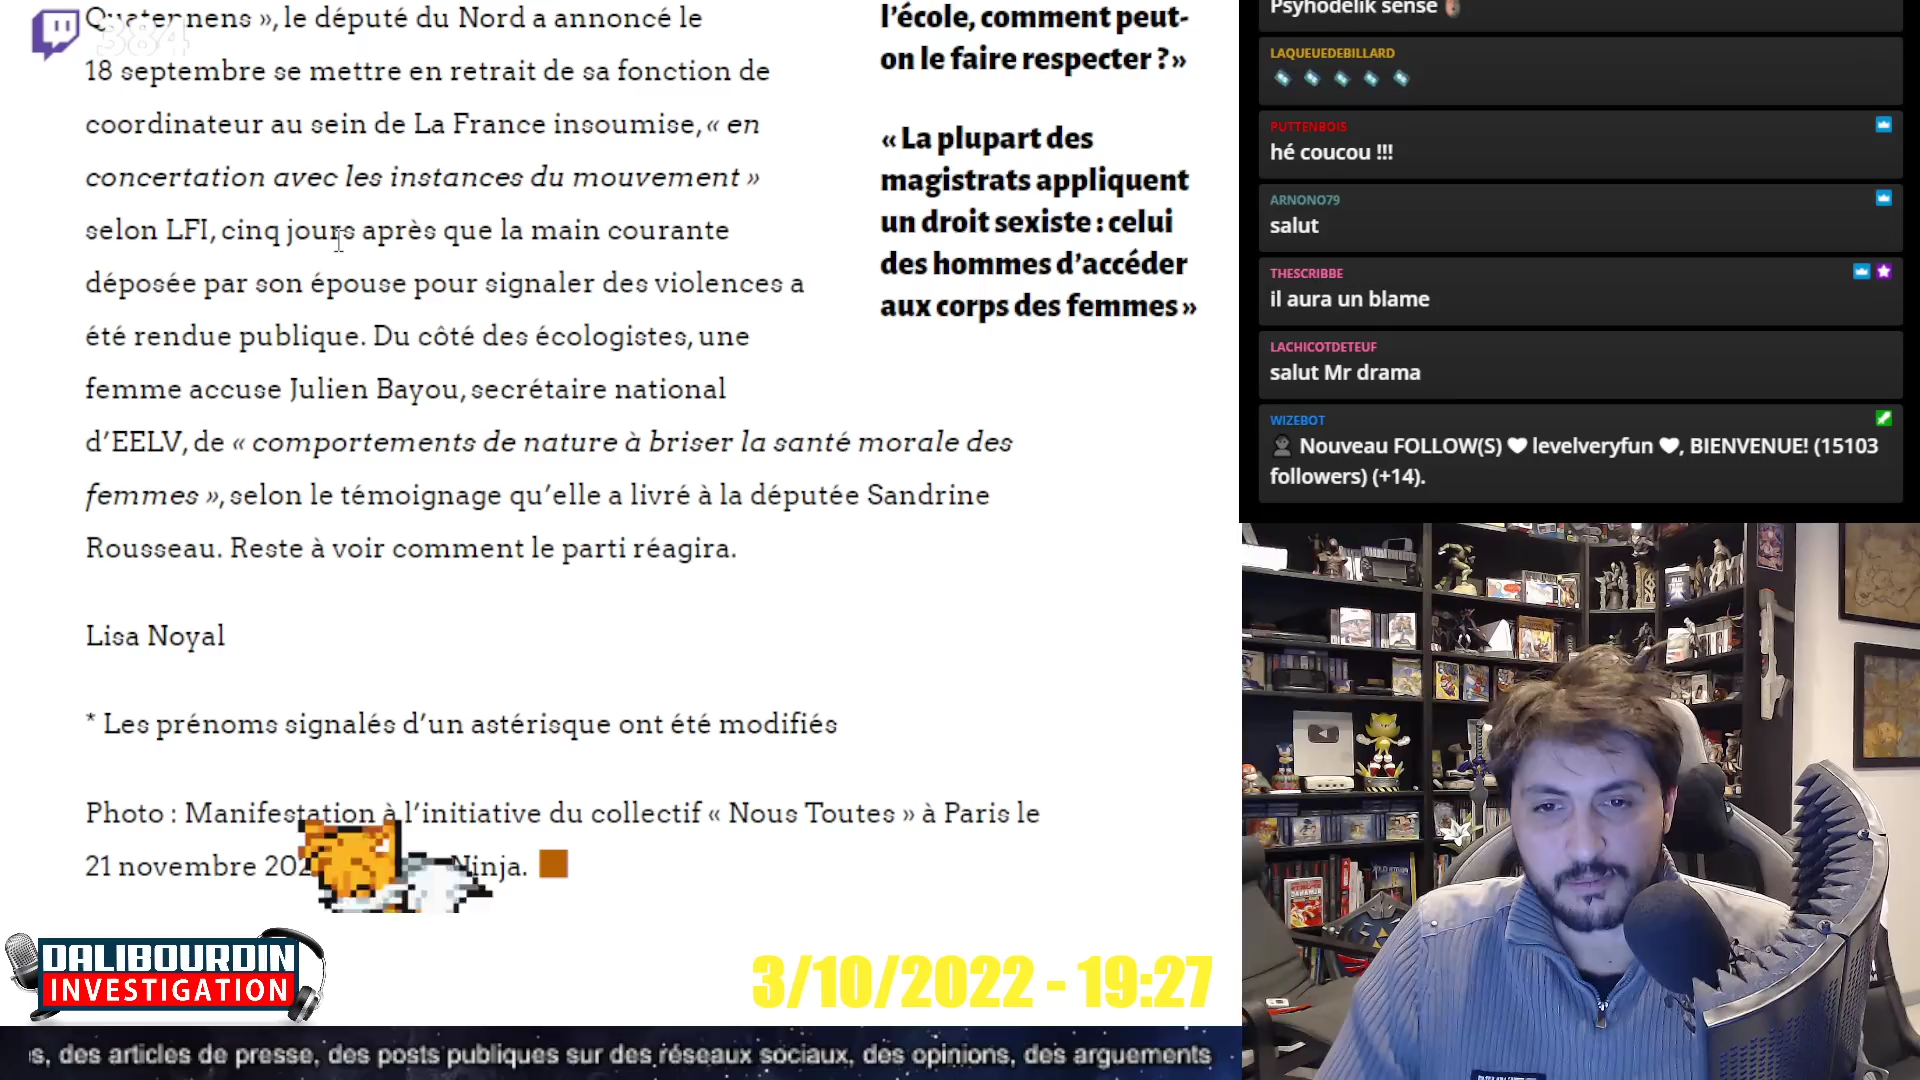 Quatennens », le député du Nord a annoncé le
384
18 septembre se mettre en retrait de sa fonction de
coordinateur au sein de La France insoumise, « en
concertation avec les instances du mouvement »
selon LFI, cinq jours après que la main courante
déposée par son épouse pour signaler des violences a
été rendue publique. Du côté des écologistes, une
femme accuse Julien Bayou, secrétaire national
d’EELV, de « comportements de nature à briser la santé morale des
femmes », selon le témoignage qu’elle a livré à la députée Sandrine
Rousseau. Reste à voir comment le parti réagira.
Lisa Noyal
* Les prénoms signalés d’un astérisque ont été modifiés
Photo : Manifestation à l’initiative du collectif « Nous Toutes » à Paris le
21 novembre 202 Ninja.
l’école, comment peut-
on le faire respecter ? »
« La plupart des
magistrats appliquent
un droit sexiste : celui
des hommes d’accéder
aux corps des femmes »
Psyhodelik sense
LAQUEUEDEBILLARD
PUTTENBOIS
hé coucou !!!
ARNONO79
salut
THESCRIBBE
il aura un blame
LACHICOTDETEUF
salut Mr drama
WIZEBOT
Nouveau FOLLOW(S) levelveryfun , BIENVENUE! (15103
followers) (+14).
DALIBOURDIN
INVESTIGATION
3/10/2022 - 19:27
s, des articles de presse, des posts publiques sur des réseaux sociaux, des opinions, des arguements